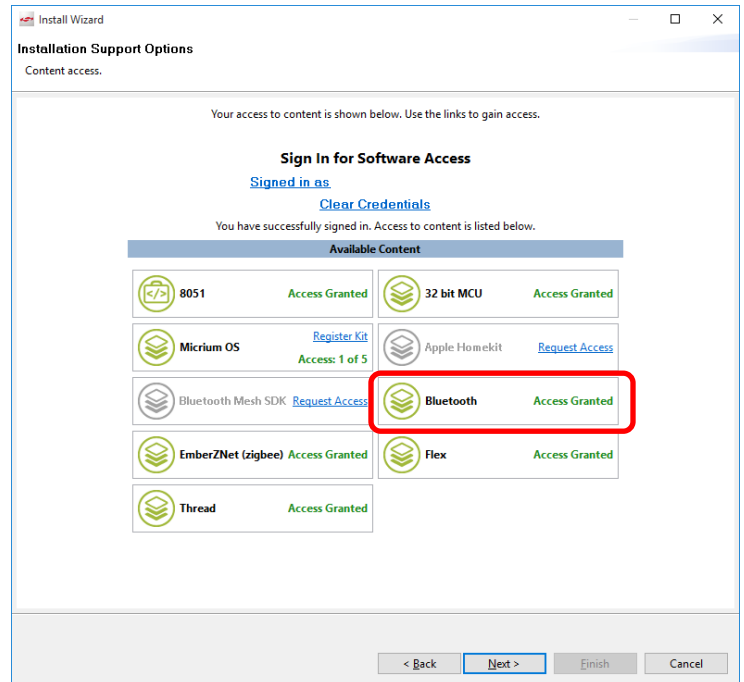 Install Wizard
Installation Support Options
Content access.
Your access to content is shown below. Use the links to gain access.
Sign In for Software Access
Signed in as
Clear Credentials
You have successfully signed in. Access to content is listed below.
Available Content
</> 8051 Access Granted
32 bit MCU Access Granted
Micrium OS Register Kit
Access: 1 of 5
Apple Homekit Request Access
Bluetooth Mesh SDK Request Access
Bluetooth Access Granted
EmberZNet (zigbee) Access Granted
Flex Access Granted
Thread Access Granted
< Back Next > Finish Cancel